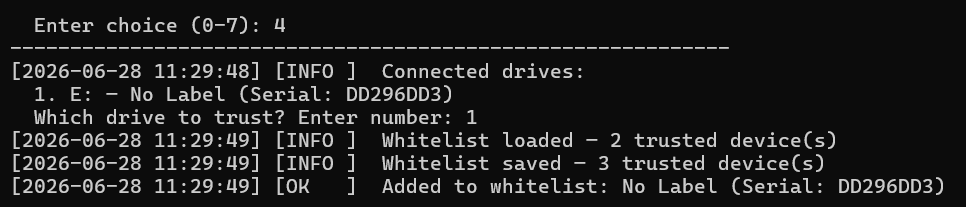 Enter choice (0-7): 4
------------------------------------------------------------
[2026-06-28 11:29:48] [INFO ]  Connected drives:
1. E: — No Label (Serial: DD296DD3)
Which drive to trust? Enter number: 1
[2026-06-28 11:29:49] [INFO ]  Whitelist loaded — 2 trusted device(s)
[2026-06-28 11:29:49] [INFO ]  Whitelist saved — 3 trusted device(s)
[2026-06-28 11:29:49] [OK   ]  Added to whitelist: No Label (Serial: DD296DD3)